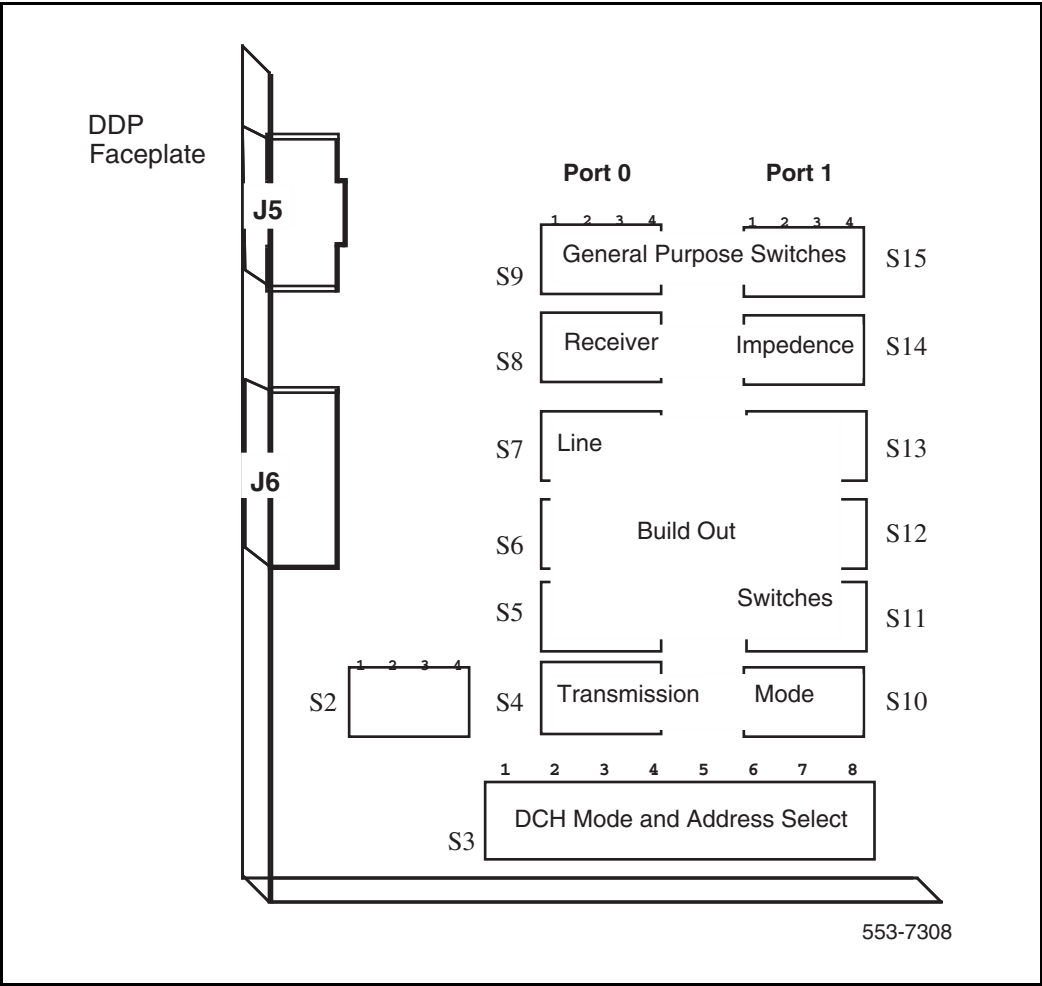 DDP
Faceplate
Port 0
Port 1
J5
1 2 3 4
1 2 3 4
S9
General Purpose Switches
S15
S8
Receiver
Impedence
S14
S7
Line
S13
J6
S6
Build Out
S12
S5
Switches
S11
1 2 3 4
S2
S4
Transmission
Mode
S10
1 2 3 4 5 6 7 8
S3
DCH Mode and Address Select
553-7308